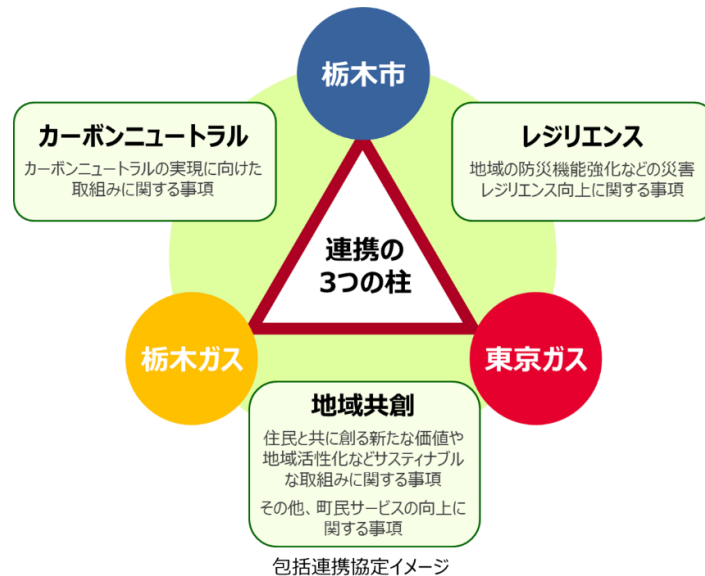 栃木市
カーボンニュートラル
カーボンニュートラルの実現に向けた
取組みに関する事項
レジリエンス
地域の防災機能強化などの災害
レジリエンス向上に関する事項
連携の
3つの柱
栃木ガス
東京ガス
地域共創
住民と共に創る新たな価値や
地域活性化などサスティナブル
な取組みに関する事項
その他、町民サービスの向上に
関する事項
包括連携協定イメージ